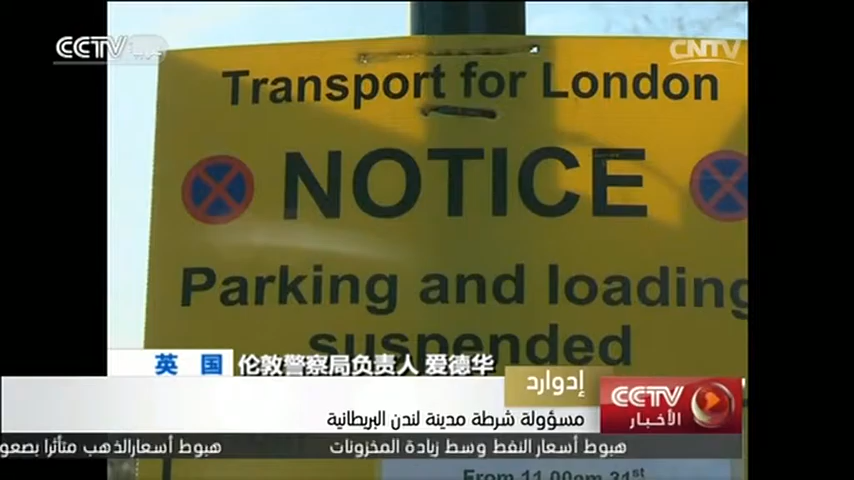 CCTV
CNTV
Transport for London
NOTICE
Parking and loading
suspended
英 国 伦敦警察局负责人 爱德华
إدوارد
مسؤولة شرطة مدينة لندن البريطانية
CCTV
الأخبار
هبوط أسعار النفط وسط زيادة المخزونات
هبوط أسعارالذهب متأثرا بصعو
From 11.00pm 31st